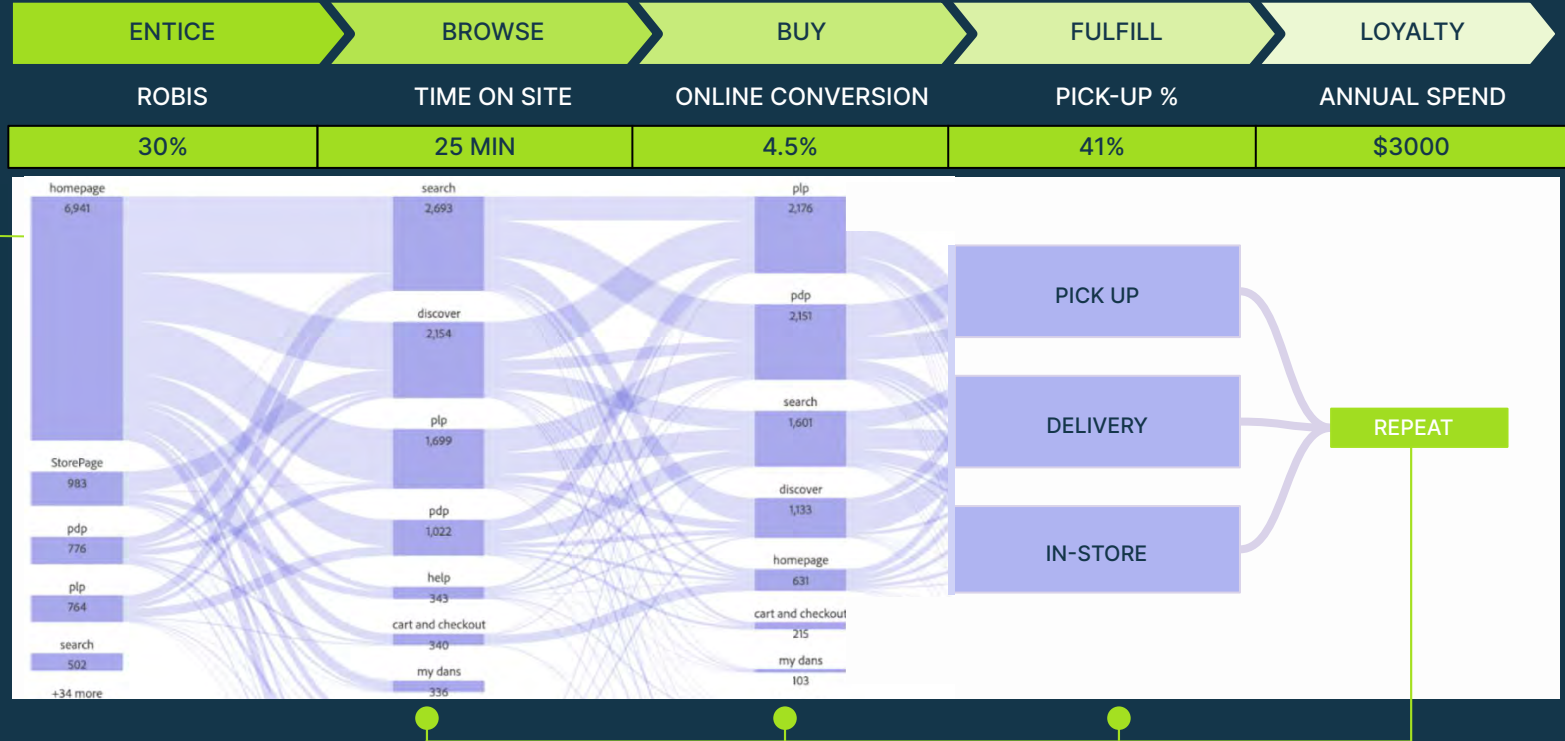 ENTICE
BROWSE
BUY
FULFILL
LOYALTY
ROBIS
TIME ON SITE
ONLINE CONVERSION
PICK-UP %
ANNUAL SPEND
30%
25 MIN
4.5%
41%
$3000
homepage
6,941
StorePage
983
pdp
776
plp
764
search
502
+34 more
search
2,693
discover
2,154
plp
1,699
pdp
1,022
help
343
cart and checkout
340
my dans
336
plp
2,176
pdp
2,151
search
1,601
discover
1,133
homepage
631
cart and checkout
215
my dans
103
PICK UP
DELIVERY
IN-STORE
REPEAT